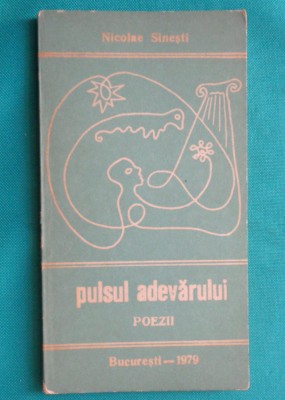 Nicolae Sinești
pulsul adevărului
POEZII
București—1979